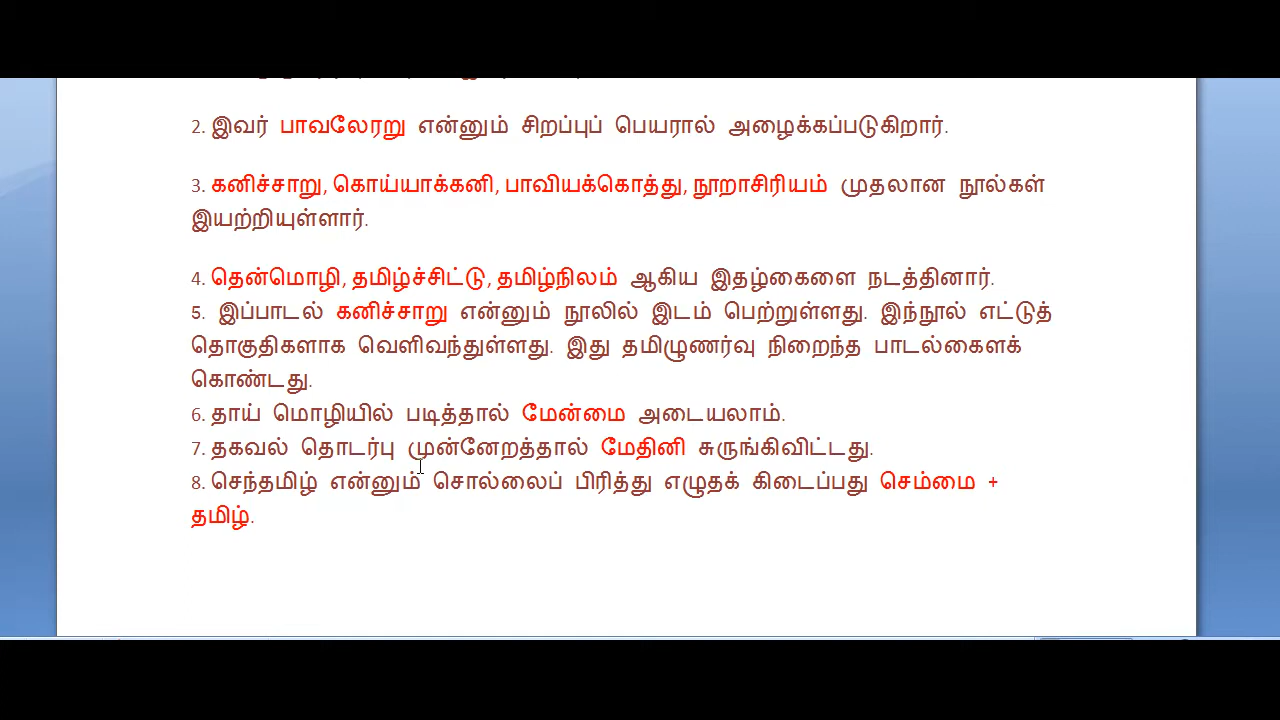 2. இவர் பாவலேரறு என்னும் சிறப்புப் பெயரால் அழைக்கப்படுகிறார்.
3. கனிச்சாறு, கொய்யாக்கனி, பாவியக்கொத்து, நூறாசிரியம் முதலான நூல்கள்
இயற்றியுள்ளார்.
4. தென்மொழி, தமிழ்ச்சிட்டு, தமிழ்நிலம் ஆகிய இதழ்கைளை நடத்தினார்.
5. இப்பாடல் கனிச்சாறு என்னும் நூலில் இடம் பெற்றுள்ளது. இந்நூல் எட்டுத்
தொகுதிகளாக வெளிவந்துள்ளது. இது தமிழுணர்வு நிறைந்த பாடல்கைளக்
கொண்டது.
6. தாய் மொழியில் படித்தால் மேன்மை அடையலாம்.
7. தகவல் தொடர்பு முன்னேறத்தால் மேதினி சுருங்கிவிட்டது.
8. செந்தமிழ் என்னும் சொல்லைப் பிரித்து எழுதக் கிடைப்பது செம்மை +
தமிழ்.